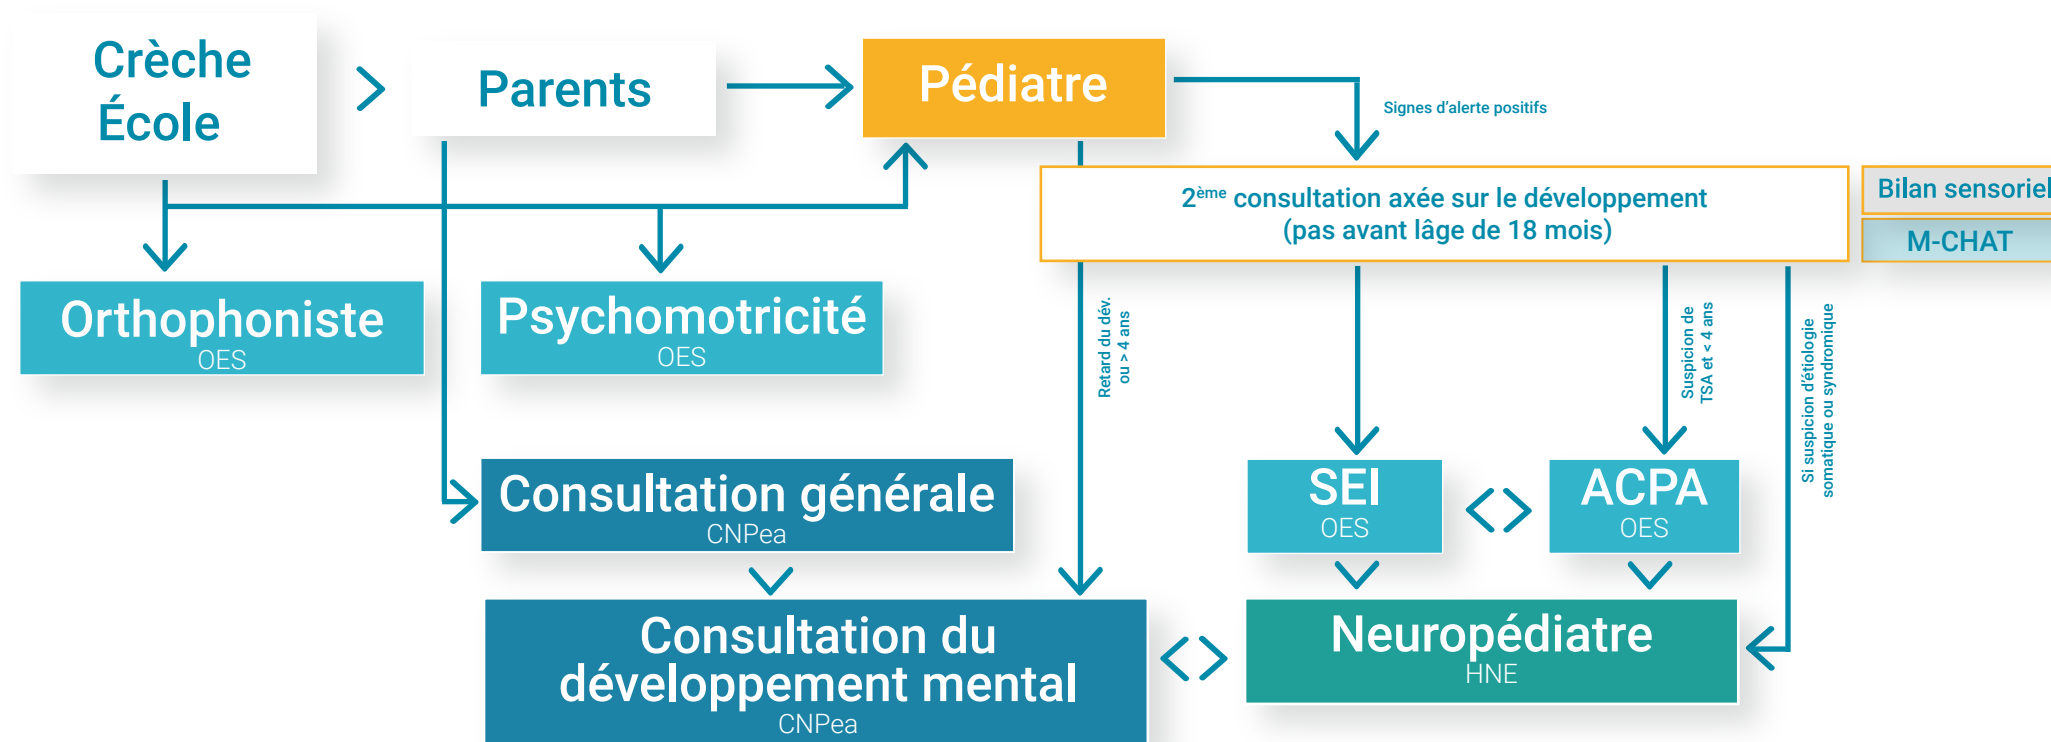 Crèche
École
Parents
Pédiatre
Signes d'alerte positifs
2ème consultation axée sur le développement
(pas avant lâge de 18 mois)
Bilan sensoriel
M-CHAT
Orthophoniste
OES
Psychomotricité
OES
Retard du dév.
ou > 4 ans
Suspicion de
TSA et < 4 ans
Si suspicion d'étiologie
somatique ou syndromique
Consultation générale
CNPea
SEI
OES
ACPA
OES
Consultation du
développement mental
CNPea
Neuropédiatre
HNE